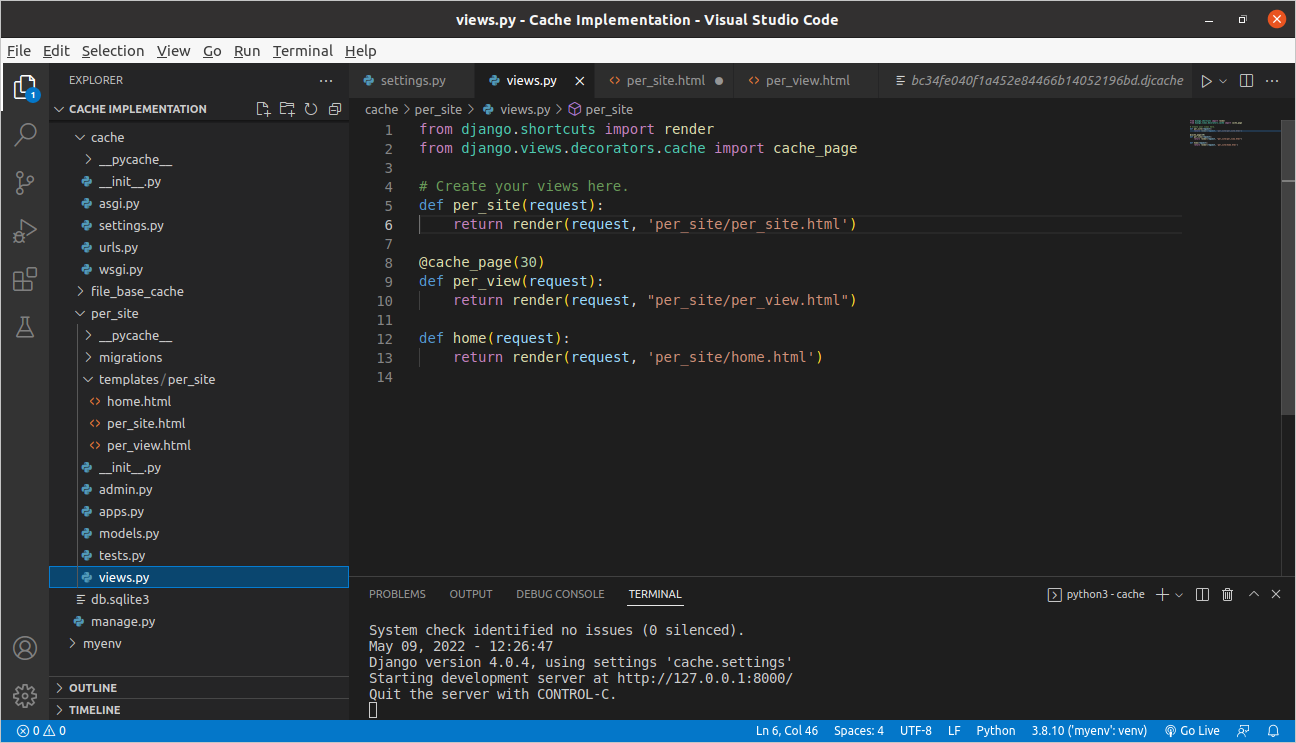 views.py - Cache Implementation - Visual Studio Code
File Edit Selection View Go Run Terminal Help
1
EXPLORER
CACHE IMPLEMENTATION
cache
__pycache__
__init__.py
asgi.py
settings.py
urls.py
wsgi.py
file_base_cache
per_site
__pycache__
migrations
templates/per_site
home.html
per_site.html
per_view.html
__init__.py
admin.py
apps.py
models.py
tests.py
views.py
db.sqlite3
manage.py
myenv
OUTLINE
TIMELINE
settings.py views.py per_site.html per_view.html bc34fe040f1a452e84466b14052196bd.djcache
cache > per_site > views.py > per_site
1 from django.shortcuts import render
2 from django.views.decorators.cache import cache_page
3
4 # Create your views here.
5 def per_site(request):
6 return render(request, 'per_site/per_site.html')
7
8 @cache_page(30)
9 def per_view(request):
10 return render(request, "per_site/per_view.html")
11
12 def home(request):
13 return render(request, 'per_site/home.html')
14
PROBLEMS OUTPUT DEBUG CONSOLE TERMINAL python3 - cache
System check identified no issues (0 silenced).
May 09, 2022 - 12:26:47
Django version 4.0.4, using settings 'cache.settings'
Starting development server at http://127.0.0.1:8000/
Quit the server with CONTROL-C.
0 0 Ln 6, Col 46 Spaces: 4 UTF-8 LF Python 3.8.10 ('myenv': venv) Go Live